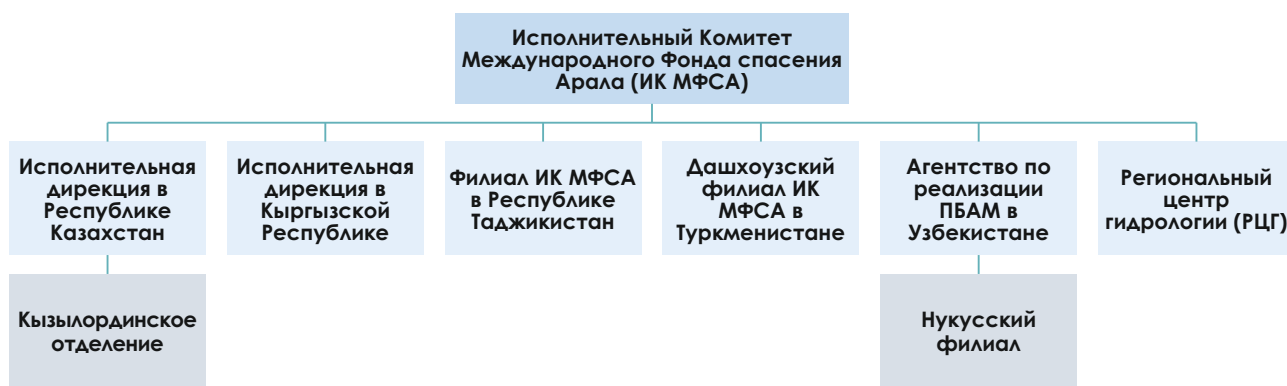 Исполнительный Комитет
Международного Фонда спасения
Арала (ИК МФСА)
Исполнительная
дирекция в
Республике
Казахстан
Исполнительная
дирекция в
Кыргызской
Республике
Филиал ИК МФСА
в Республике
Таджикистан
Дашхоузский
филиал ИК
МФСА в
Туркменистане
Агентство по
реализации
ПБАМ в
Узбекистане
Региональный
центр
гидрологии (РЦГ)
Кызылординское
отделение
Нукусский
филиал